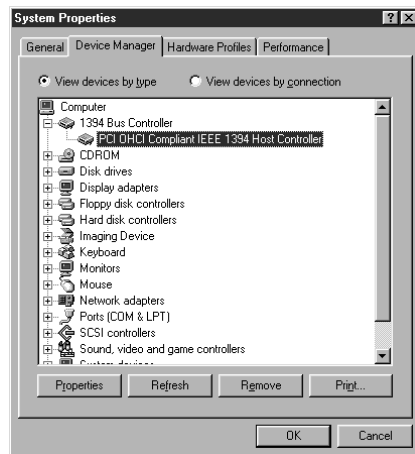 System Properties
General Device Manager Hardware Profiles Performance
View devices by type View devices by connection
Computer
1394 Bus Controller
PCI OHCI Compliant IEEE 1394 Host Controller
CDROM
Disk drives
Display adapters
Floppy disk controllers
Hard disk controllers
Imaging Device
Keyboard
Monitors
Mouse
Network adapters
Ports (COM & LPT)
SCSI controllers
Sound, video and game controllers
System devices
Properties Refresh Remove Print...
OK Cancel